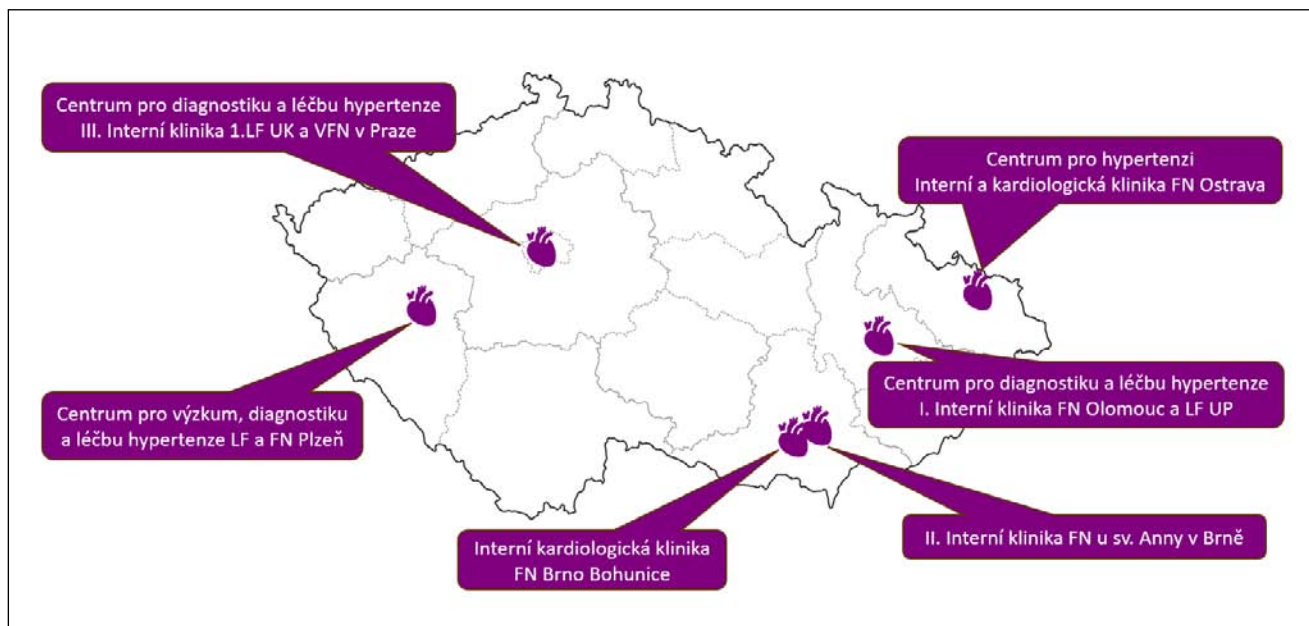 Centrum pro diagnostiku a léčbu hypertenze
III. Interní klinika 1.LF UK a VFN v Praze
Centrum pro hypertenzi
Interní a kardiologická klinika FN Ostrava
Centrum pro výzkum, diagnostiku
a léčbu hypertenze LF a FN Plzeň
Centrum pro diagnostiku a léčbu hypertenze
I. Interní klinika FN Olomouc a LF UP
Interní kardiologická klinika
FN Brno Bohunice
II. Interní klinika FN u sv. Anny v Brně